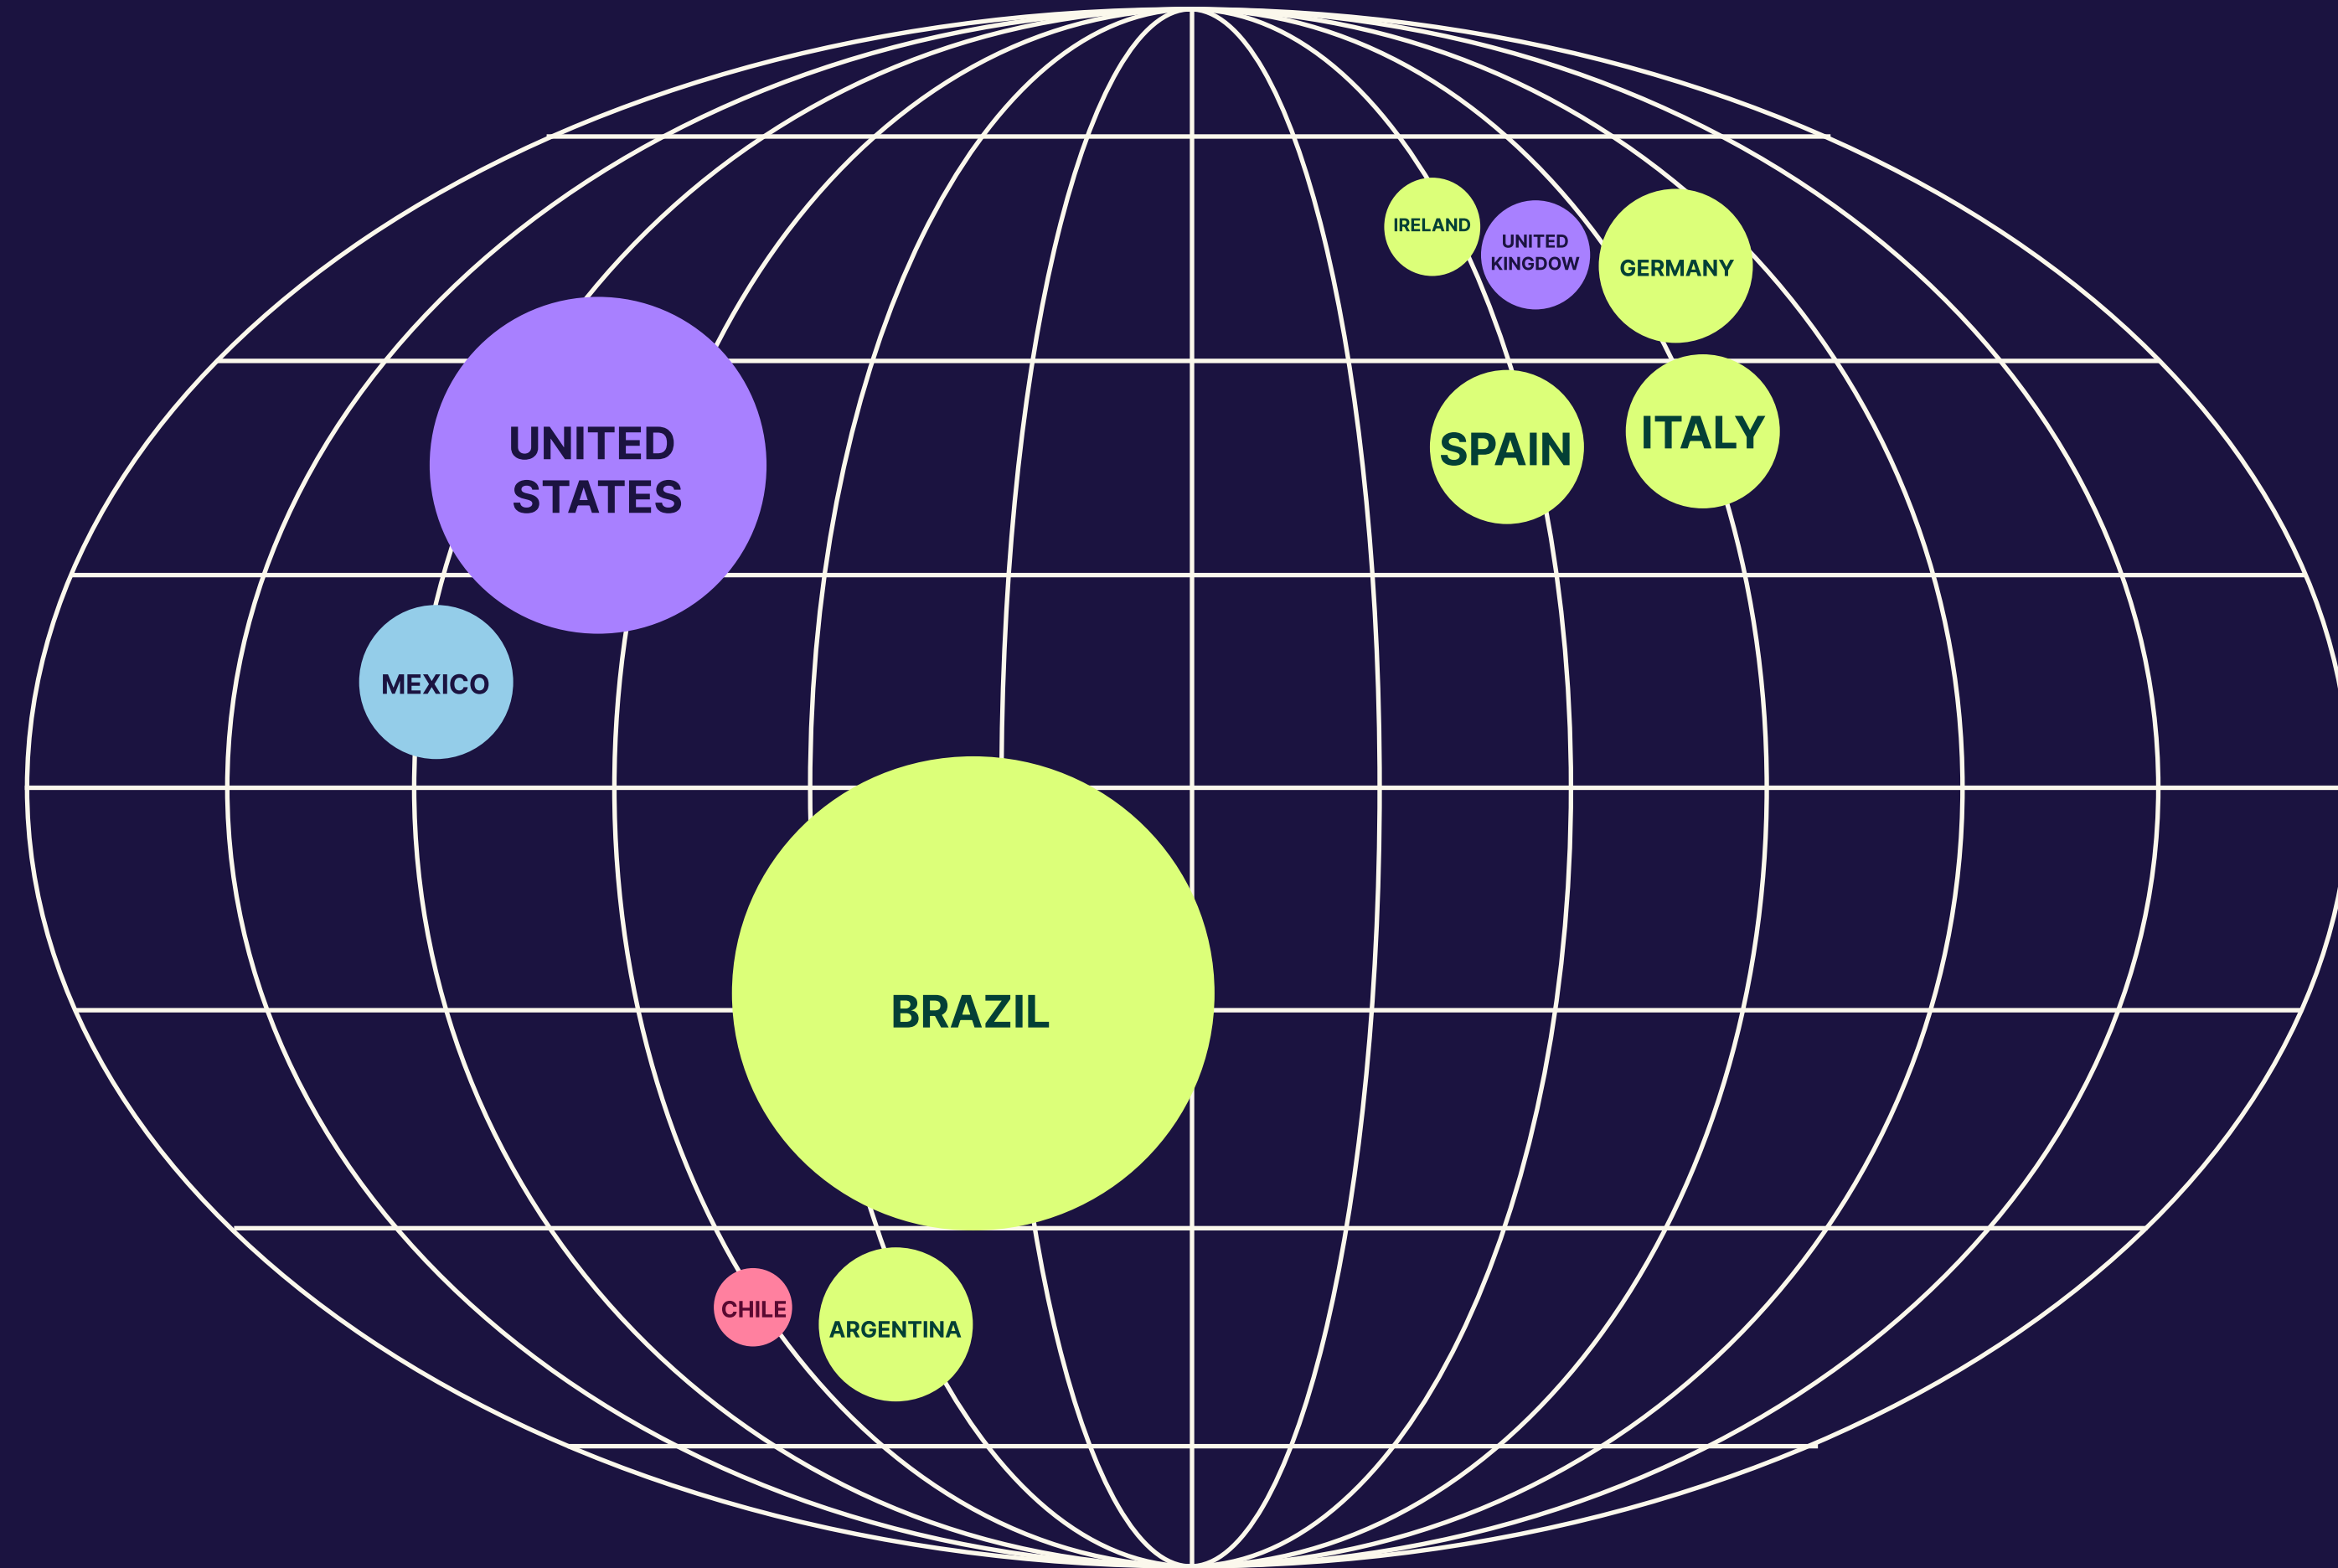 IRELAND
UNITED
KINGDOW
GERMANY
UNITED
STATES
SPAIN
ITALY
MEXICO
BRAZIL
CHILE
ARGENTINA